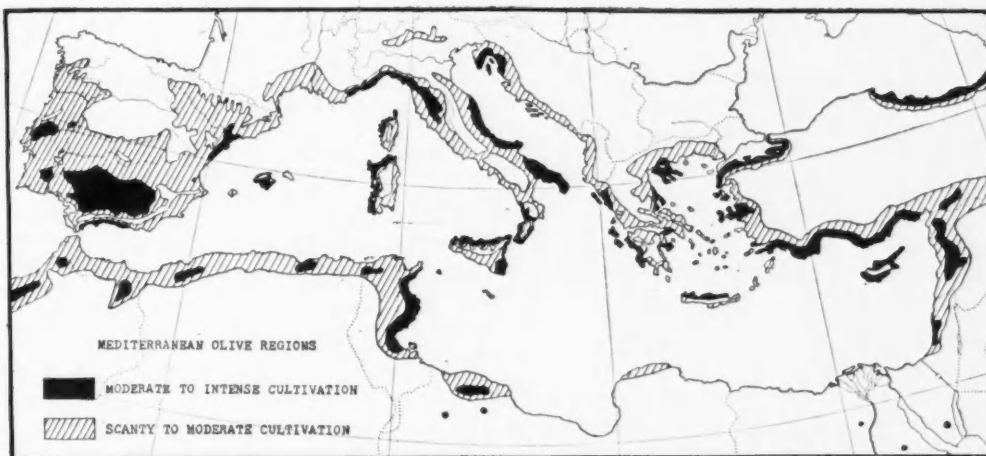 MEDITERRANEAN OLIVE REGIONS
MODERATE TO INTENSE CULTIVATION
SCANTY TO MODERATE CULTIVATION